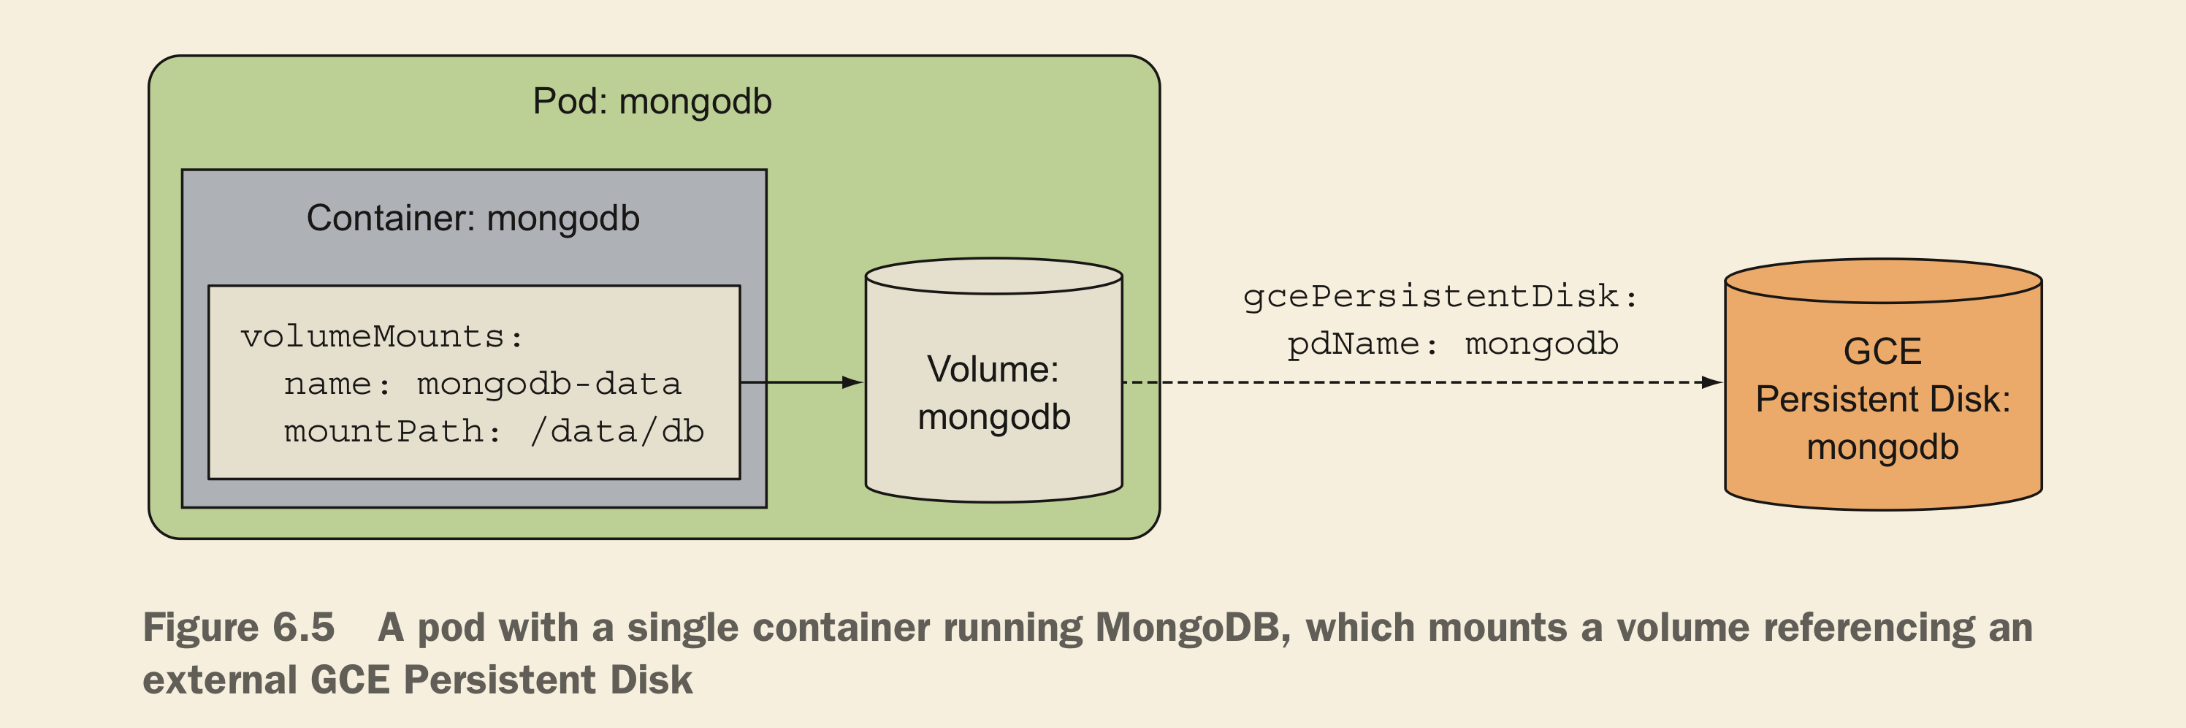 Pod: mongodb
Container: mongodb
volumeMounts:
name: mongodb-data
mountPath: /data/db
Volume:
mongodb
gcePersistentDisk:
pdName: mongodb
GCE
Persistent Disk:
mongodb
Figure 6.5 A pod with a single container running MongoDB, which mounts a volume referencing an
external GCE Persistent Disk